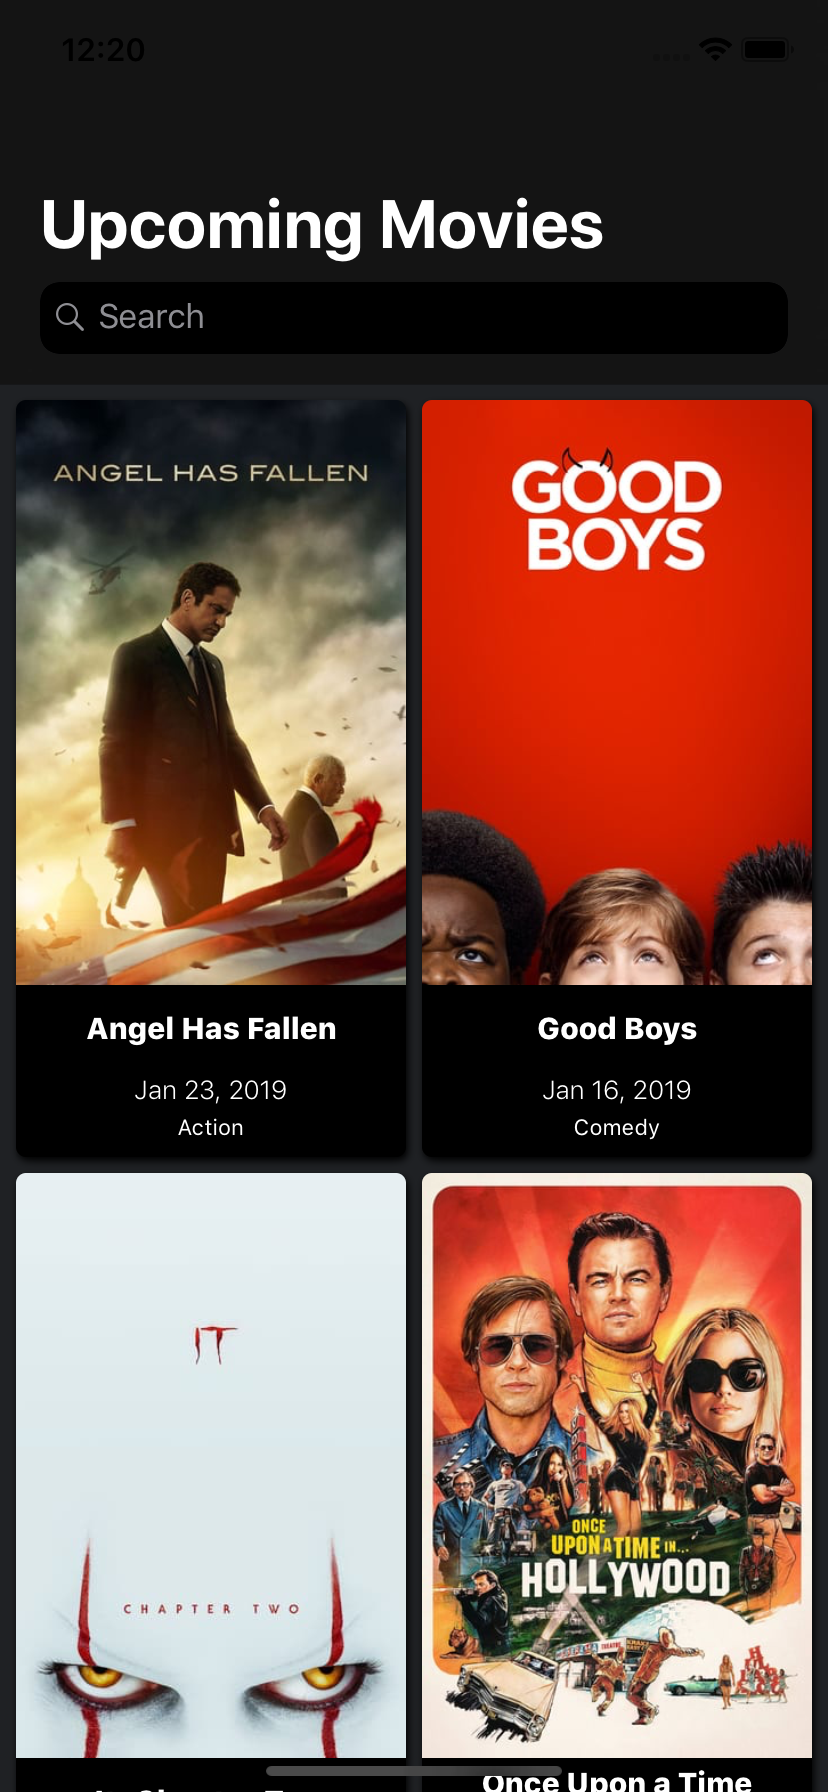 12:20
Upcoming Movies
Search
ANGEL HAS FALLEN
GOOD
BOYS
Angel Has Fallen
Jan 23, 2019
Action
Good Boys
Jan 16, 2019
Comedy
IT
CHAPTER TWO
ONCE
UPON A TIME IN...
HOLLYWOOD
Once Upon a Time